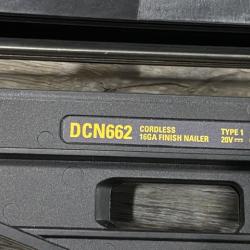 DCN662 CORDLESS TYPE 1
16GA FINISH NAILER 20V